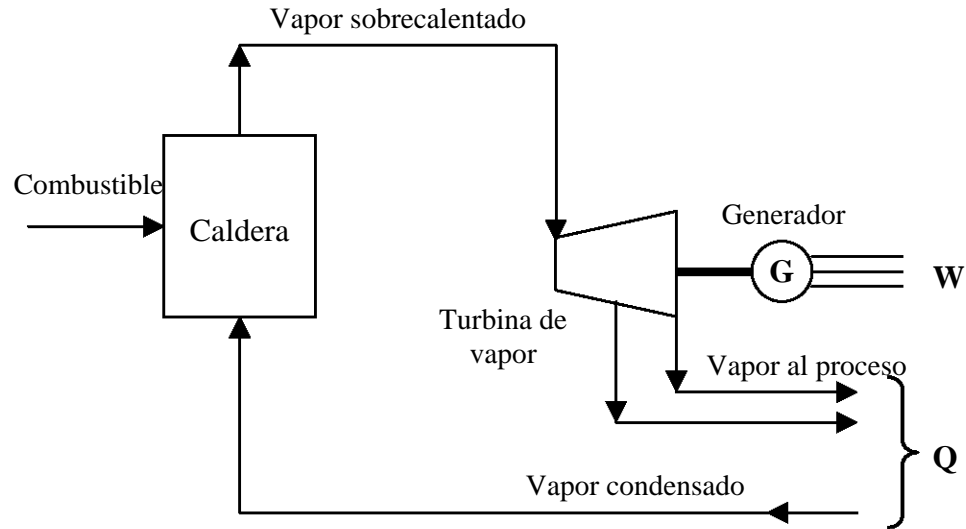 Vapor sobrecalentado
Combustible
Caldera
Generador
G
W
Turbina de
vapor
Vapor al proceso
Q
Vapor condensado